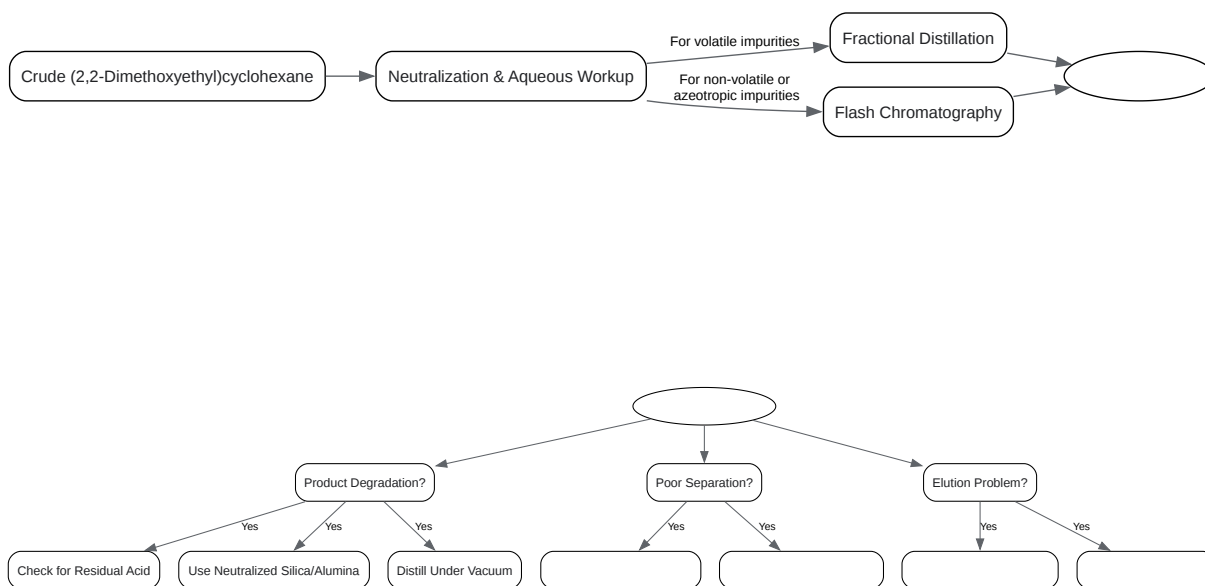 For volatile impurities
Fractional Distillation
Crude (2,2-Dimethoxyethyl)cyclohexane
Neutralization & Aqueous Workup
For non-volatile or
azeotropic impurities
Flash Chromatography
Product Degradation?
Poor Separation?
Elution Problem?
Yes
Yes
Yes
Yes
Yes
Yes
Yes
Check for Residual Acid
Use Neutralized Silica/Alumina
Distill Under Vacuum